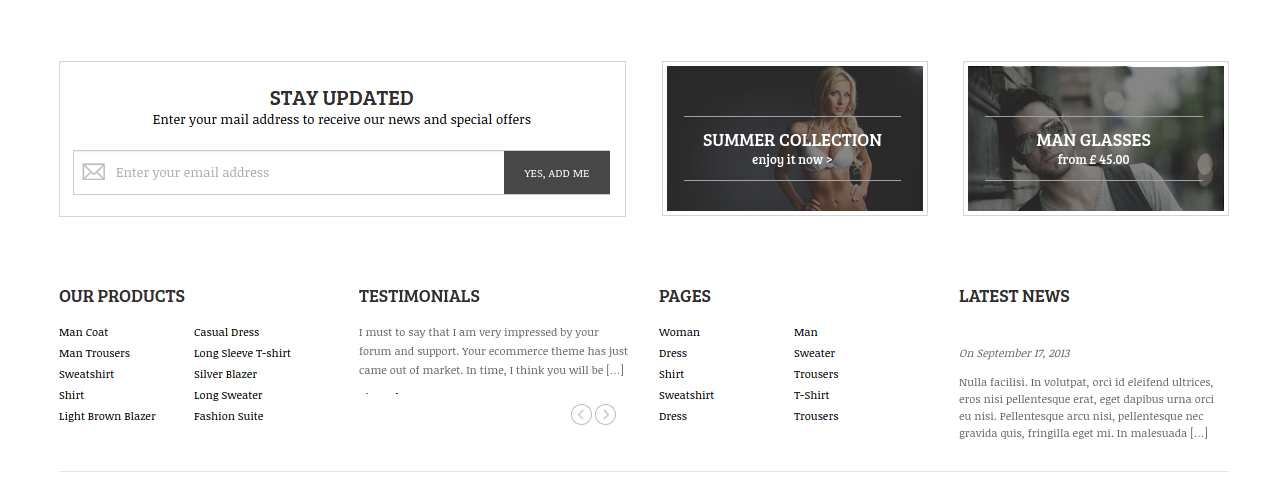 STAY UPDATED
Enter your mail address to receive our news and special offers
Enter your email address
YES, ADD ME
SUMMER COLLECTION
enjoy it now >
MAN GLASSES
from £ 45.00
OUR PRODUCTS
Man Coat
Man Trousers
Sweatshirt
Shirt
Light Brown Blazer
Casual Dress
Long Sleeve T-shirt
Silver Blazer
Long Sweater
Fashion Suite
TESTIMONIALS
I must to say that I am very impressed by your
forum and support. Your ecommerce theme has just
came out of market. In time, I think you will be [...]
PAGES
Woman
Dress
Shirt
Sweatshirt
Dress
Man
Sweater
Trousers
T-Shirt
Trousers
LATEST NEWS
On September 17, 2013
Nulla facilisi. In volutpat, orci id eleifend ultrices,
eros nisi pellentesque erat, eget dapibus urna orci
eu nisi. Pellentesque arcu nisi, pellentesque nec
gravida quis, fringilla eget mi. In malesuada [...]